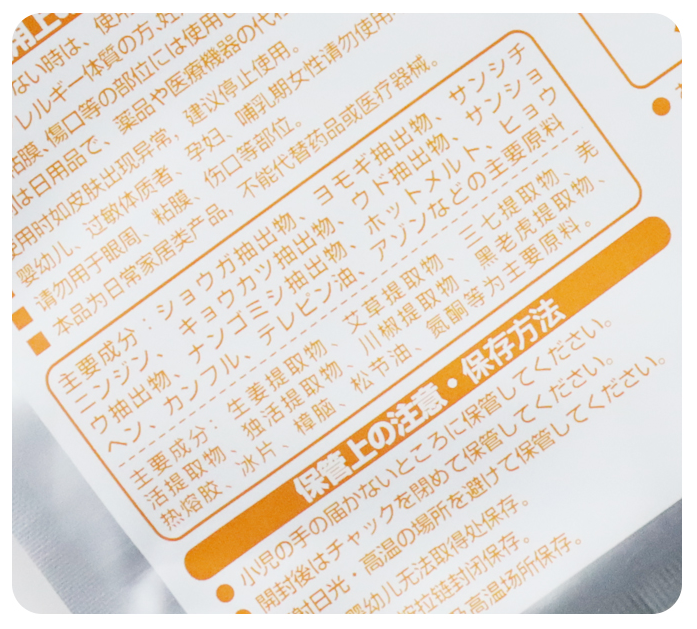 用上の
ない時は、使用
レルギー体質の方、妊
粘膜、傷口等の部位には使用し
は日用品で、薬品や医療機器の代
使用时如皮肤出现异常，建议停止使用。
婴幼儿、过敏体质者、孕妇、哺乳期女性请勿使用
请勿用于眼周、粘膜、伤口等部位。
本品为日常家居类产品，不能代替药品或医疗器械。
主要成分：ショウガ抽出物、ヨモギ抽出物、サンシチ
ニンジン、キョウカツ抽出物、ウド抽出物、サンショ
ウ抽出物、ナンゴミシ抽出物、ホットメルト、ヒョウ
ヘン、カンフル、テレビン油、アゾンなどの主要原料
主要成分：生姜提取物、艾草提取物、三七提取物、羌
活提取物、独活提取物、川椒提取物、黑老虎提取物、
热熔胶、冰片、樟脑、松节油、氮酮等为主要原料。
保管上の注意・保存方法
小児の手の届かないところに保管してください。
開封後はチャックを閉めて保管してください。
射日光・高温の場所を避けて保管してください。
婴幼儿无法取得处保存。
拉链封闭保存。
高温场所保存。